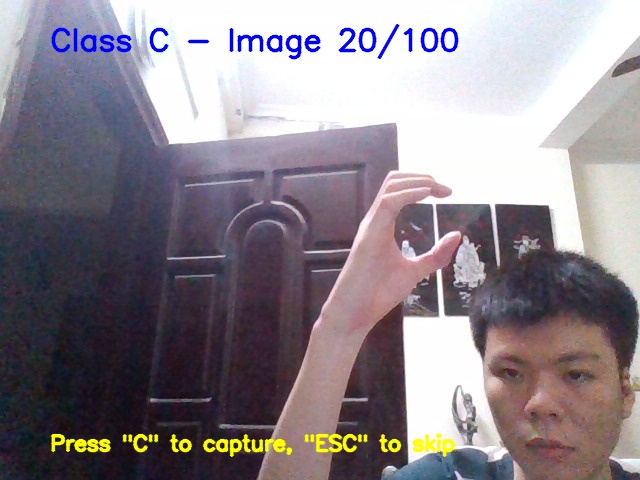 Class C - Image 20/100
Press "C" to capture, "ESC" to skip